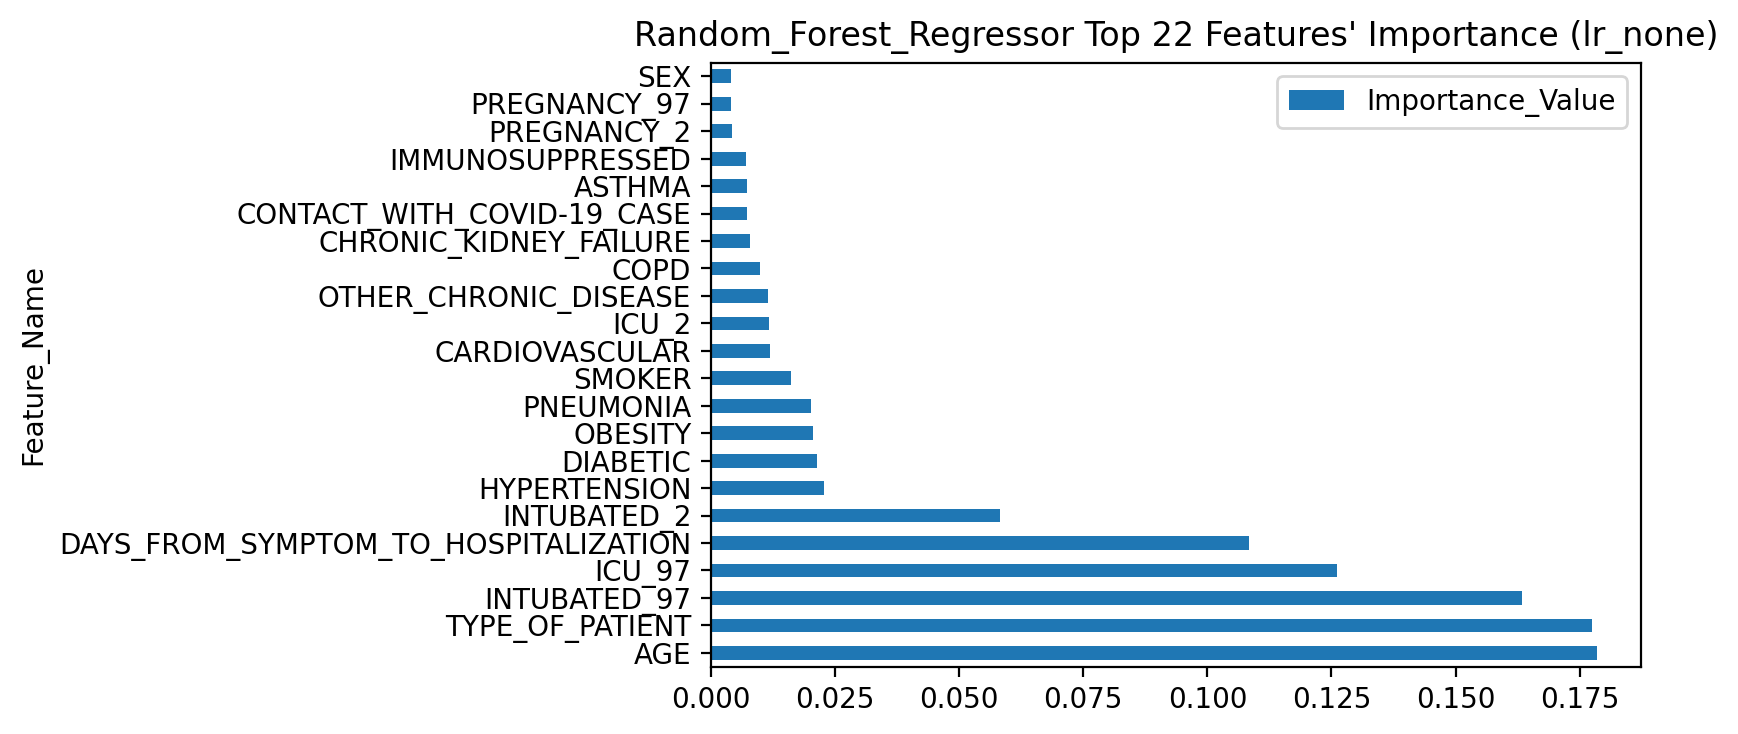 Random_Forest_Regressor Top 22 Features' Importance (lr_none)
Importance_Value
Feature_Name
SEX
PREGNANCY_97
PREGNANCY_2
IMMUNOSUPPRESSED
ASTHMA
CONTACT_WITH_COVID-19_CASE
CHRONIC_KIDNEY_FAILURE
COPD
OTHER_CHRONIC_DISEASE
ICU_2
CARDIOVASCULAR
SMOKER
PNEUMONIA
OBESITY
DIABETIC
HYPERTENSION
INTUBATED_2
DAYS_FROM_SYMPTOM_TO_HOSPITALIZATION
ICU_97
INTUBATED_97
TYPE_OF_PATIENT
AGE
0.000 0.025 0.050 0.075 0.100 0.125 0.150 0.175